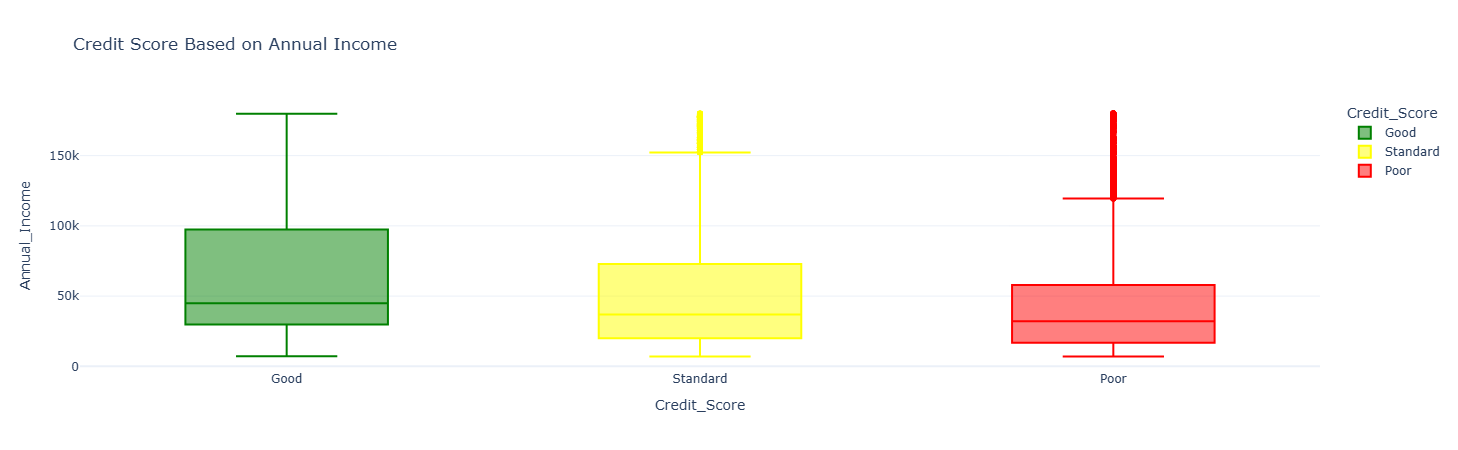 Credit Score Based on Annual Income
Annual_Income
150k
100k
50k
0
Good
Standard
Poor
Credit_Score
Credit_Score
Good
Standard
Poor